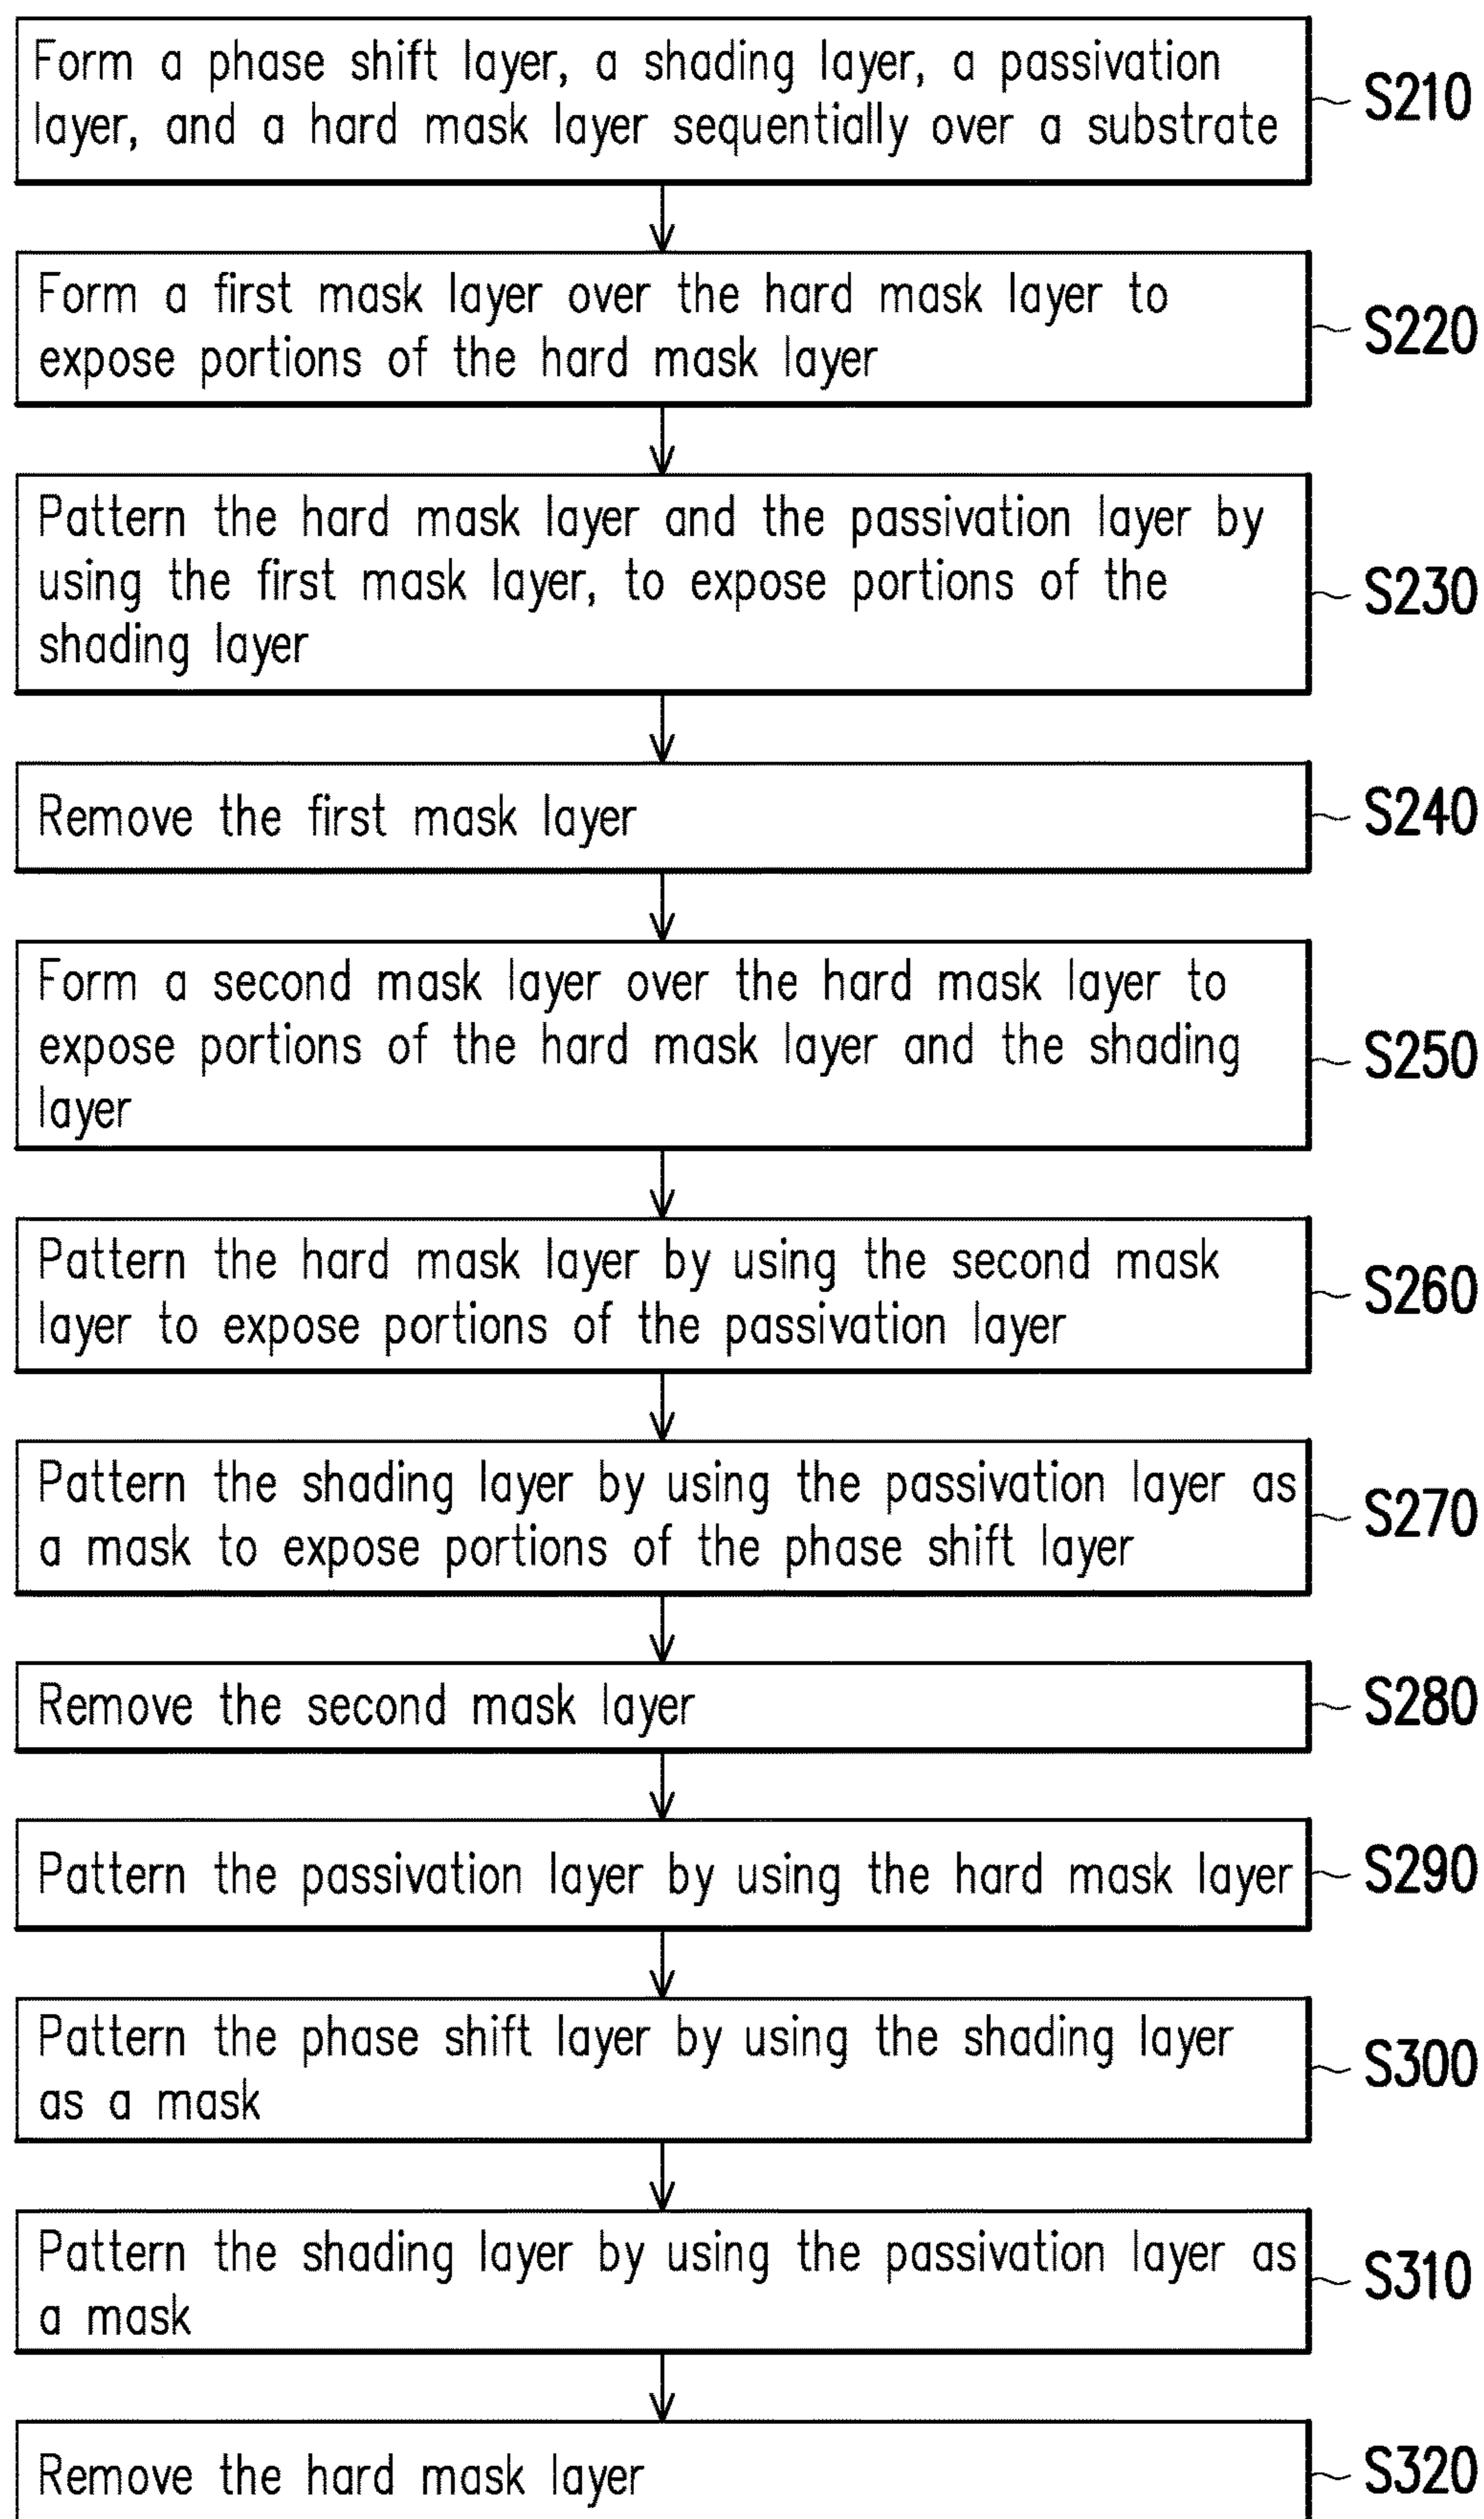 Form a phase shift layer, a shading layer, a passivation
layer, and a hard mask layer sequentially over a substrate
S210
Form a first mask layer over the hard mask layer to
expose portions of the hard mask layer
S220
Pattern the hard mask layer and the passivation layer by
using the first mask layer, to expose portions of the
shading layer
S230
Remove the first mask layer
S240
Form a second mask layer over the hard mask layer to
expose portions of the hard mask layer and the shading
layer
S250
Pattern the hard mask layer by using the second mask
layer to expose portions of the passivation layer
S260
Pattern the shading layer by using the passivation layer as
a mask to expose portions of the phase shift layer
S270
Remove the second mask layer
S280
Pattern the passivation layer by using the hard mask layer
S290
Pattern the phase shift layer by using the shading layer
as a mask
S300
Pattern the shading layer by using the passivation layer as
a mask
S310
Remove the hard mask layer
S320